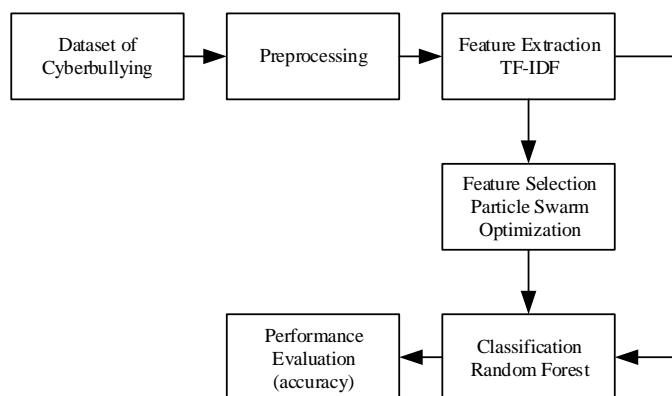 Dataset of
Cyberbullying
Preprocessing
Feature Extraction
TF-IDF
Feature Selection
Particle Swarm
Optimization
Performance
Evaluation
(accuracy)
Classification
Random Forest